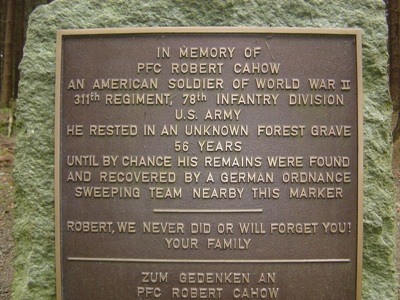 IN MEMORY OF
PFC ROBERT CAHOW
AN AMERICAN SOLDIER OF WORLD WAR II
311th REGIMENT, 78th INFANTRY DIVISION
U.S. ARMY
HE RESTED IN AN UNKNOWN FOREST GRAVE
56 YEARS
UNTIL BY CHANCE HIS REMAINS WERE FOUND
AND RECOVERED BY A GERMAN ORDNANCE
SWEEPING TEAM NEARBY THIS MARKER
ROBERT, WE NEVER DID OR WILL FORGET YOU!
YOUR FAMILY
ZUM GEDENKEN AN
PFC ROBERT CAHOW